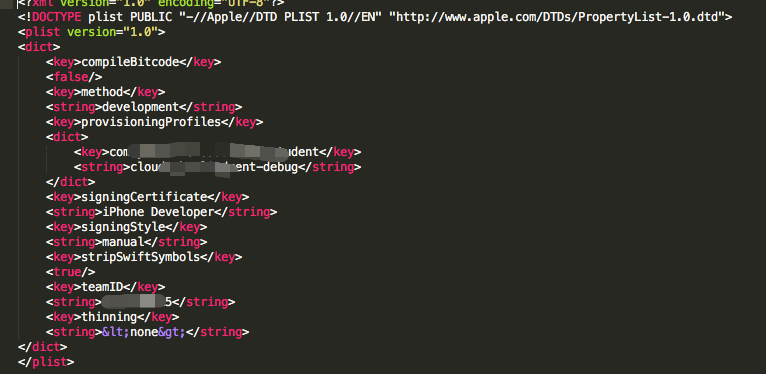 <?xml version="1.0" encoding="UTF-8"?>
<!DOCTYPE plist PUBLIC "-//Apple//DTD PLIST 1.0//EN" "http://www.apple.com/DTDs/PropertyList-1.0.dtd">
<plist version="1.0">
<dict>
<key>compileBitcode</key>
<false/>
<key>method</key>
<string>development</string>
<key>provisioningProfiles</key>
<dict>
<key>com udent</key>
<string>cloud ent-debug</string>
</dict>
<key>signingCertificate</key>
<string>iPhone Developer</string>
<key>signingStyle</key>
<string>manual</string>
<key>stripSwiftSymbols</key>
<true/>
<key>teamID</key>
<string> 5</string>
<key>thinning</key>
<string>&lt;none&gt;</string>
</dict>
</plist>